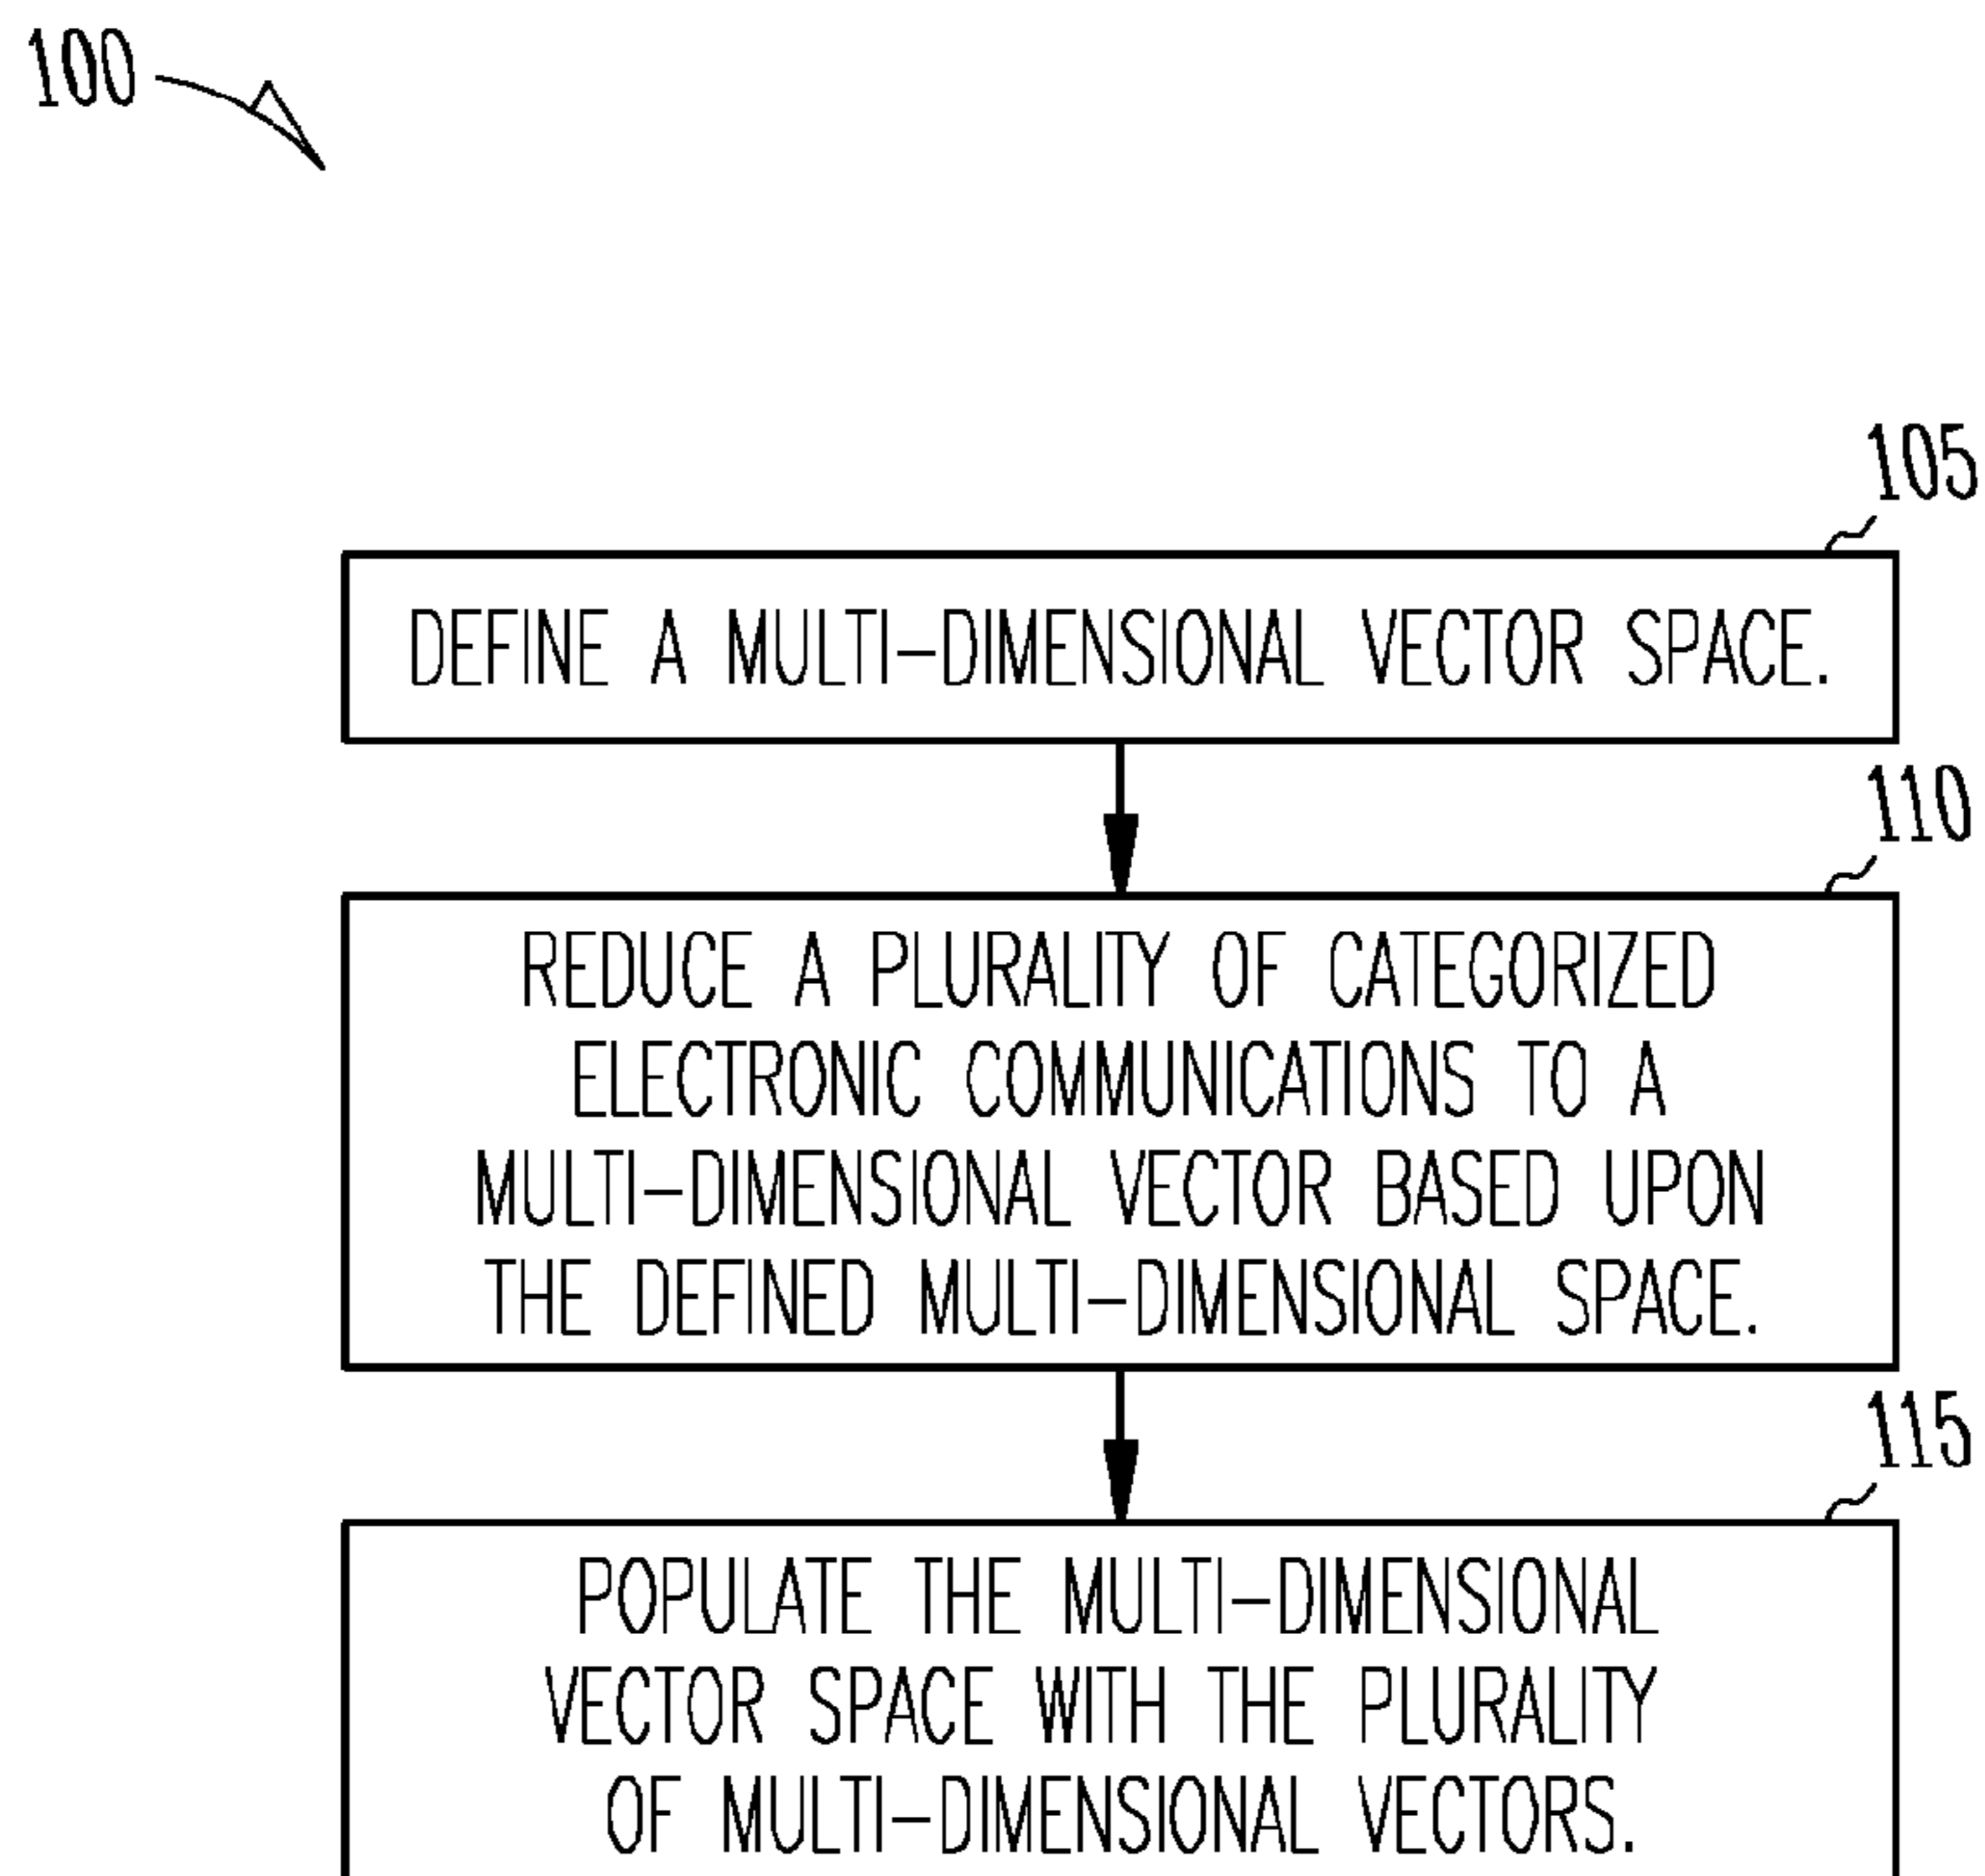 100
105
DEFINE A MULTI-DIMENSIONAL VECTOR SPACE.
110
REDUCE A PLURALITY OF CATEGORIZED
ELECTRONIC COMMUNICATIONS TO A
MULTI-DIMENSIONAL VECTOR BASED UPON
THE DEFINED MULTI-DIMENSIONAL SPACE.
115
POPULATE THE MULTI-DIMENSIONAL
VECTOR SPACE WITH THE PLURALITY
OF MULTI-DIMENSIONAL VECTORS.